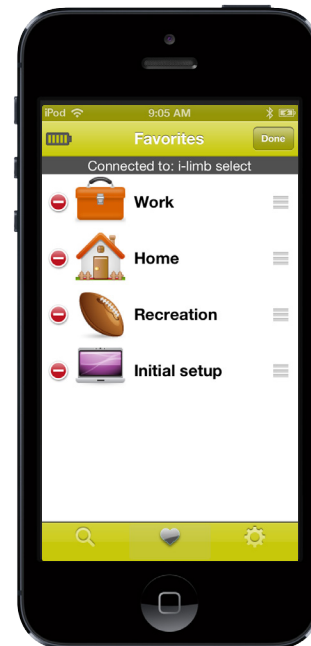 iPod 9:05 AM
Favorites Done
Connected to: i-limb select
Work
Home
Recreation
Initial setup